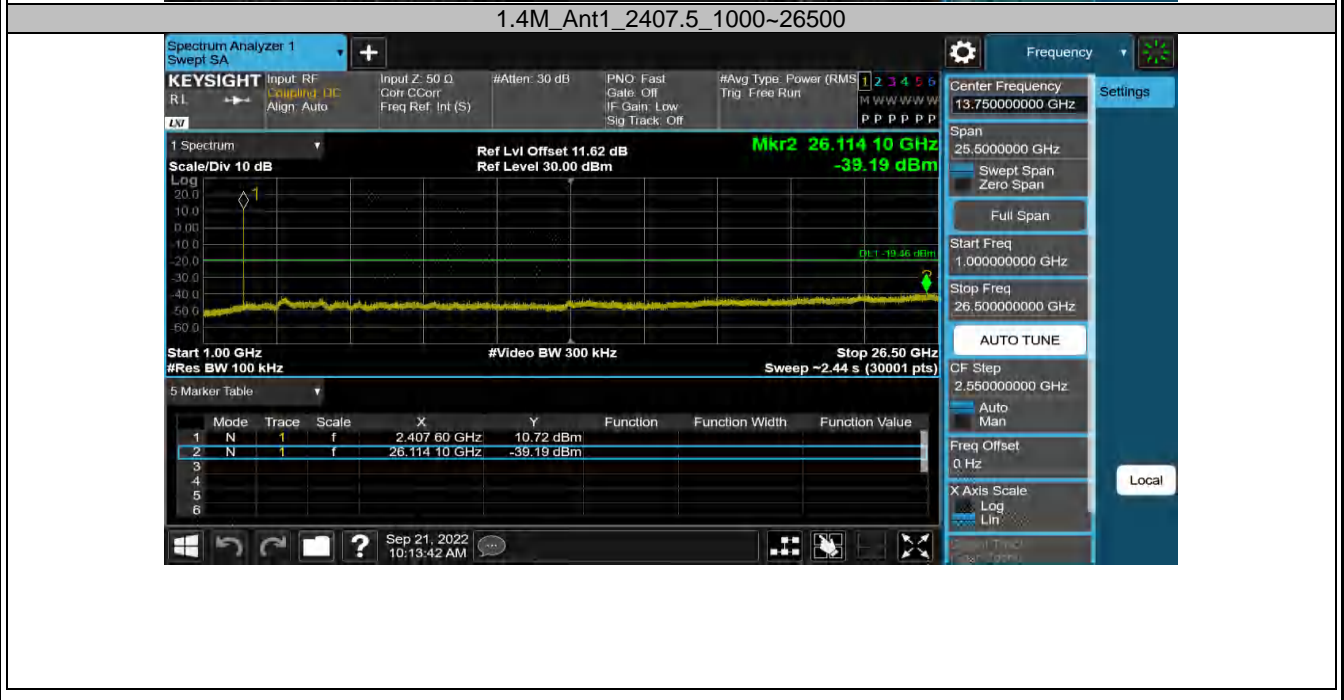 1.4M_Ant1_2407.5_1000~26500
Spectrum Analyzer 1
Swept SA
+
Frequency
KEYSIGHT
RL
LXI
Input: RF
Coupling: DC
Align: Auto
Input Z: 50 Ω
Corr CCorr
Freq Ref: Int (S)
#Atten: 30 dB
PNO: Fast
Gate: Off
IF Gain: Low
Sig Track: Off
#Avg Type: Power (RMS
Trig: Free Run
1 2 3 4 5 6
M W W W W W
P P P P P P
Center Frequency
13.750000000 GHz
Settings
1 Spectrum
Scale/Div 10 dB
Ref Lvl Offset 11.62 dB
Ref Level 30.00 dBm
Mkr2 26.114 10 GHz
-39.19 dBm
Span
25.5000000 GHz
Swept Span
Zero Span
Full Span
Log
20.0
10.0
0.00
-10.0
-20.0
-30.0
-40.0
-50.0
-60.0
1
DL1 -19.46 dBm
2
Start Freq
1.000000000 GHz
Stop Freq
26.500000000 GHz
AUTO TUNE
Start 1.00 GHz
#Video BW 300 kHz
Stop 26.50 GHz
#Res BW 100 kHz
Sweep ~2.44 s (30001 pts)
CF Step
2.550000000 GHz
Auto
Man
5 Marker Table
Mode Trace Scale X Y Function Function Width Function Value
1 N 1 f 2.407 60 GHz 10.72 dBm
2 N 1 f 26.114 10 GHz -39.19 dBm
3
4
5
6
Freq Offset
0 Hz
X Axis Scale
Log
Lin
Local
?
Sep 21, 2022
10:13:42 AM